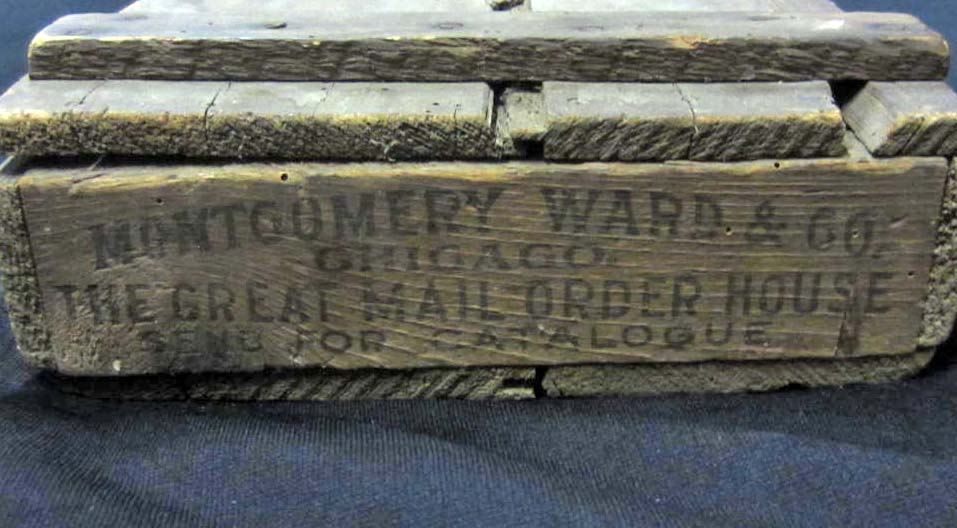 MONTGOMERY WARD & CO.
CHICAGO.
THE GREAT MAIL ORDER HOUSE
SEND FOR CATALOGUE